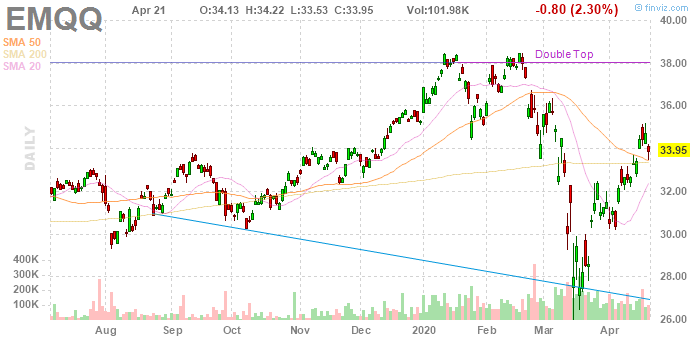 EMQQ
Apr 21
O:34.13 H:34.22 L:33.53 C:33.95
Vol:101.98K
-0.80 (2.30%)
© finviz.com
SMA 50
SMA 200
SMA 20
DAILY
Double Top
40.00
38.00
36.00
33.95
32.00
30.00
28.00
26.00
400K
300K
200K
100K
Aug
Sep
Oct
Nov
Dec
2020
Feb
Mar
Apr